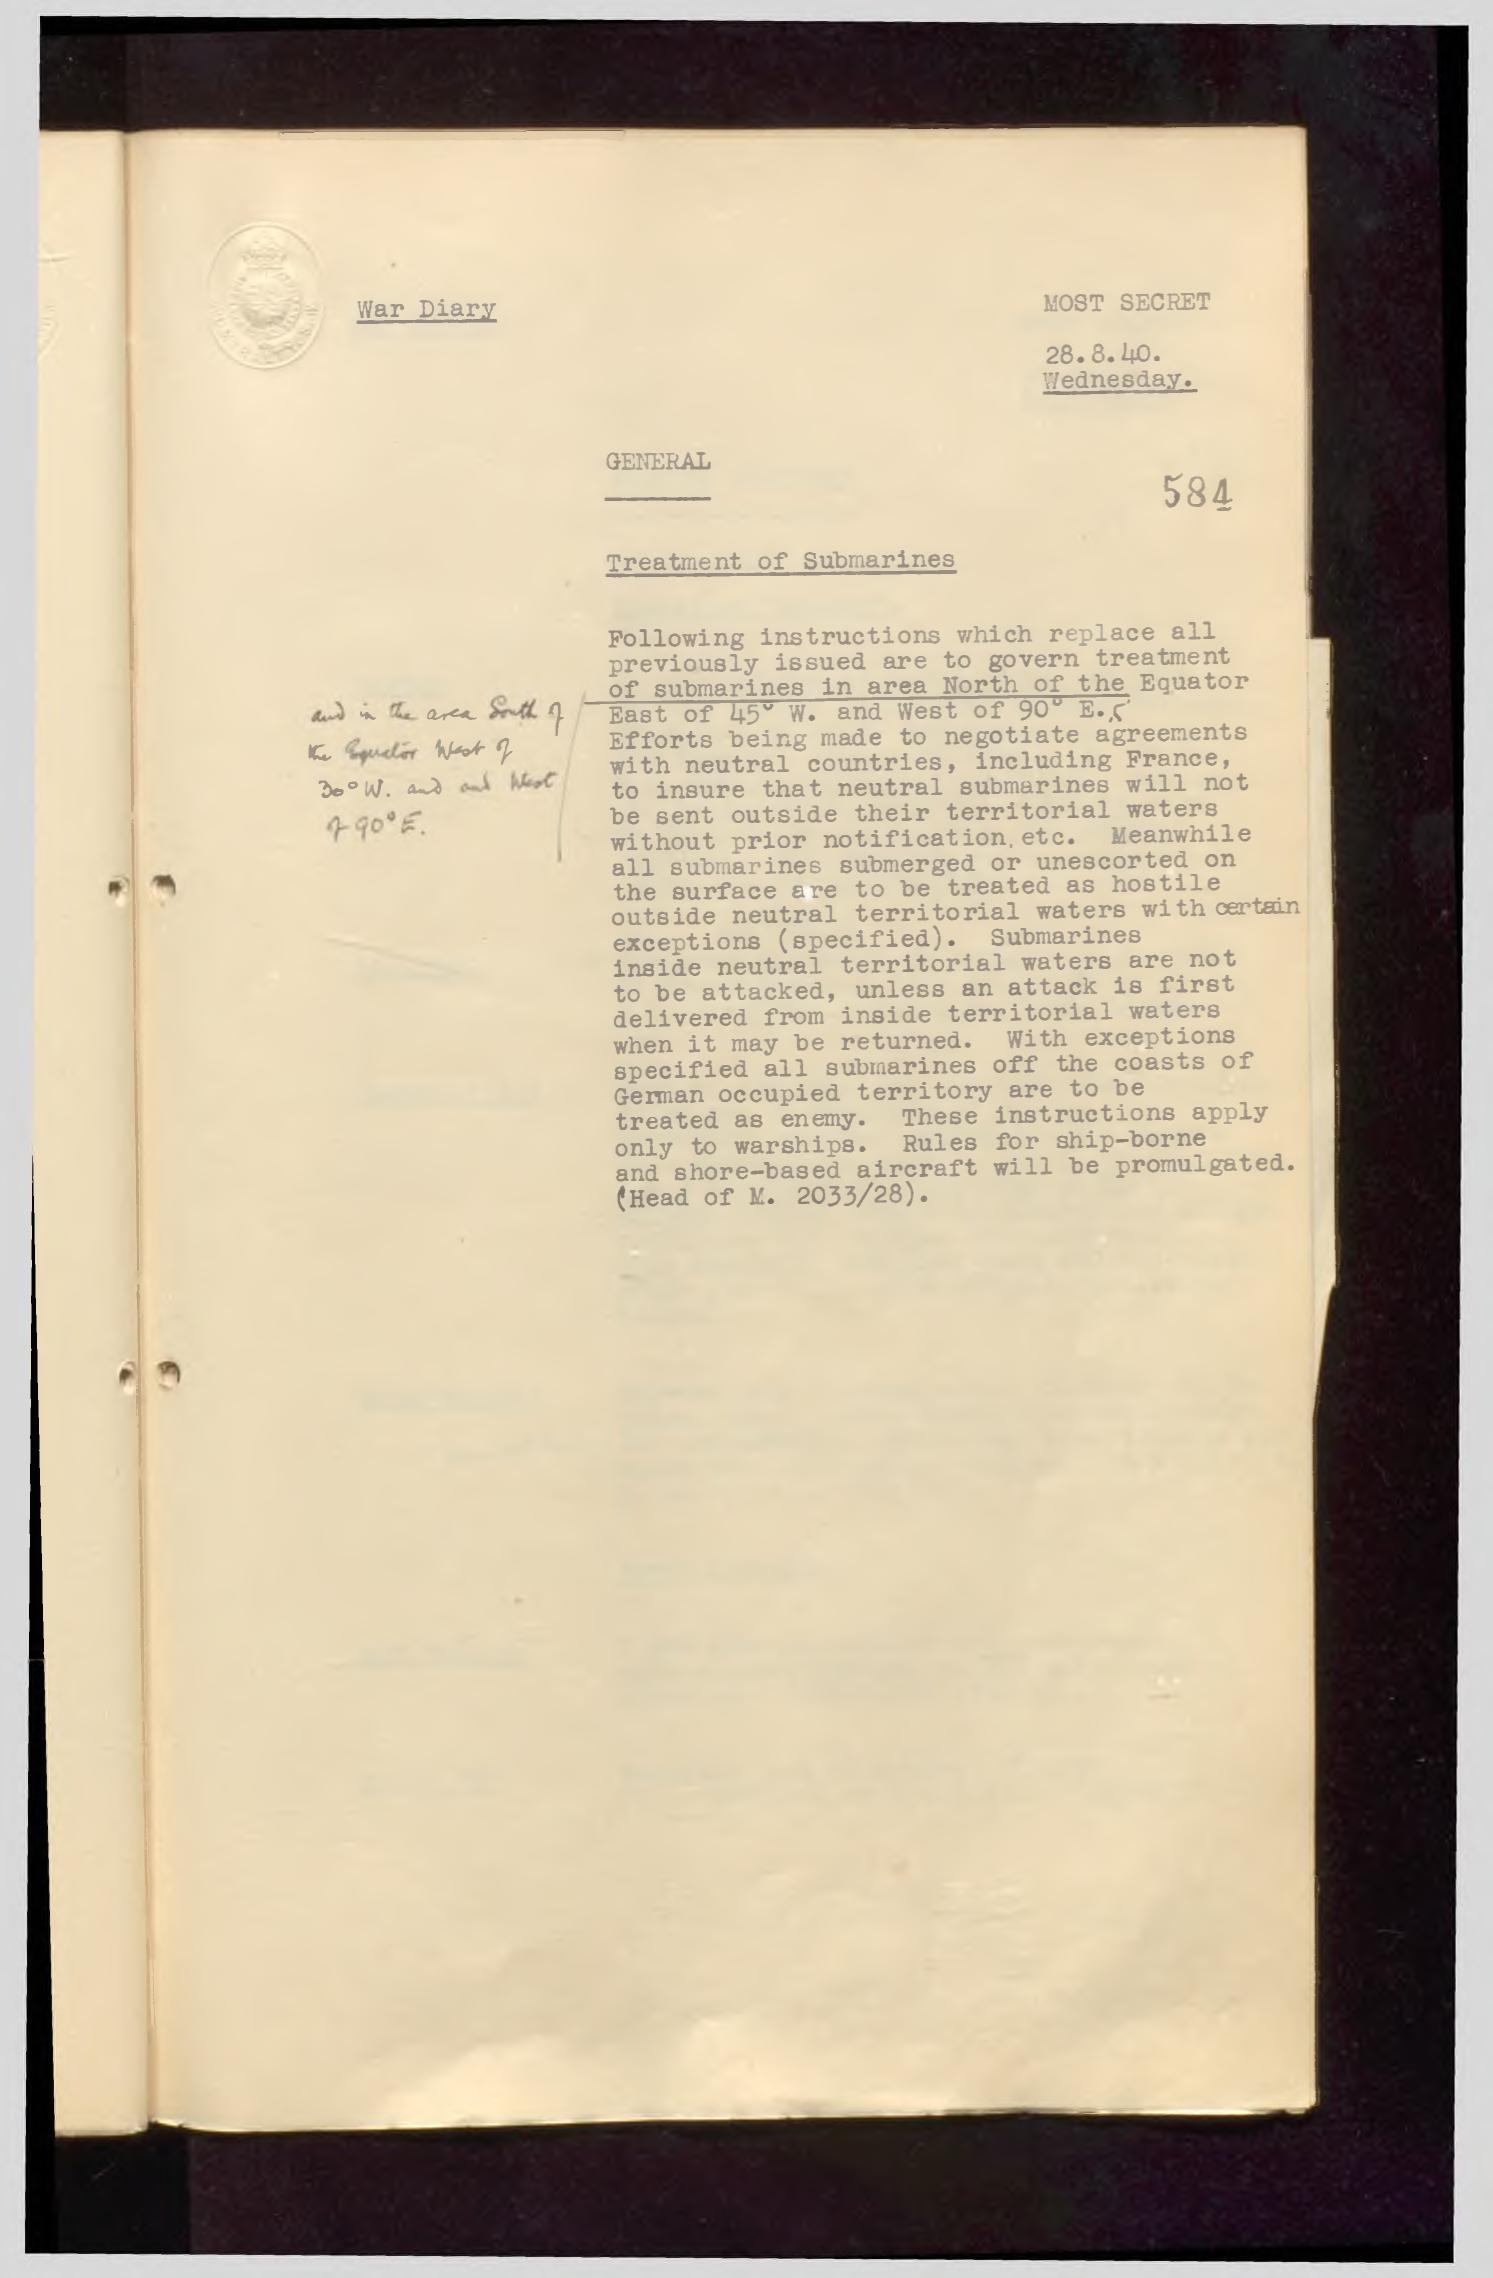 War Diary
MOST SECRET
28.8.40.
Wednesday.
GENERAL
584
Treatment of Submarines
Following instructions which replace all
previously issued are to govern treatment
of submarines in area North of the Equator
East of 45° W. and West of 90° E.
and in the area South of
the Equator West of
30° W. and and West
of 90° E.
Efforts being made to negotiate agreements
with neutral countries, including France,
to insure that neutral submarines will not
be sent outside their territorial waters
without prior notification, etc. Meanwhile
all submarines submerged or unescorted on
the surface are to be treated as hostile
outside neutral territorial waters with certain
exceptions (specified). Submarines
inside neutral territorial waters are not
to be attacked, unless an attack is first
delivered from inside territorial waters
when it may be returned. With exceptions
specified all submarines off the coasts of
German occupied territory are to be
treated as enemy. These instructions apply
only to warships. Rules for ship-borne
and shore-based aircraft will be promulgated.
(Head of M. 2033/28).